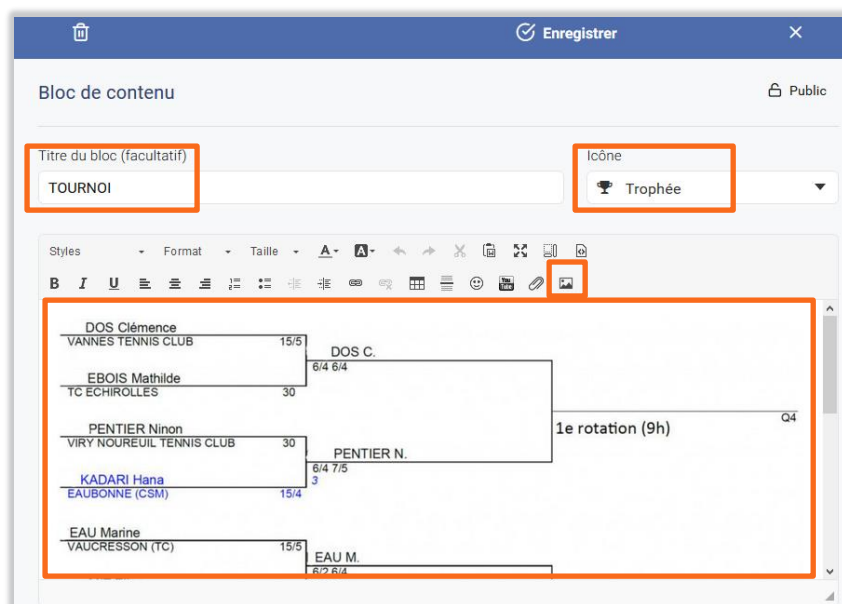 Enregistrer
Bloc de contenu
Public
Titre du bloc (facultatif)
Icône
TOURNOI
Trophée
Styles Format Taille A A
B I U
DOS Clémence
VANNES TENNIS CLUB 15/5
DOS C.
6/4 6/4
EBOIS Mathilde
TC ECHIROLLES 30
1e rotation (9h)
Q4
PENTIER Ninon
VIRY NOUREUIL TENNIS CLUB 30
PENTIER N.
6/4 7/5
3
KADARI Hana
EAUBONNE (CSM) 15/4
EAU Marine
VAUCRESSON (TC) 15/5
EAU M.
6/2 6/4